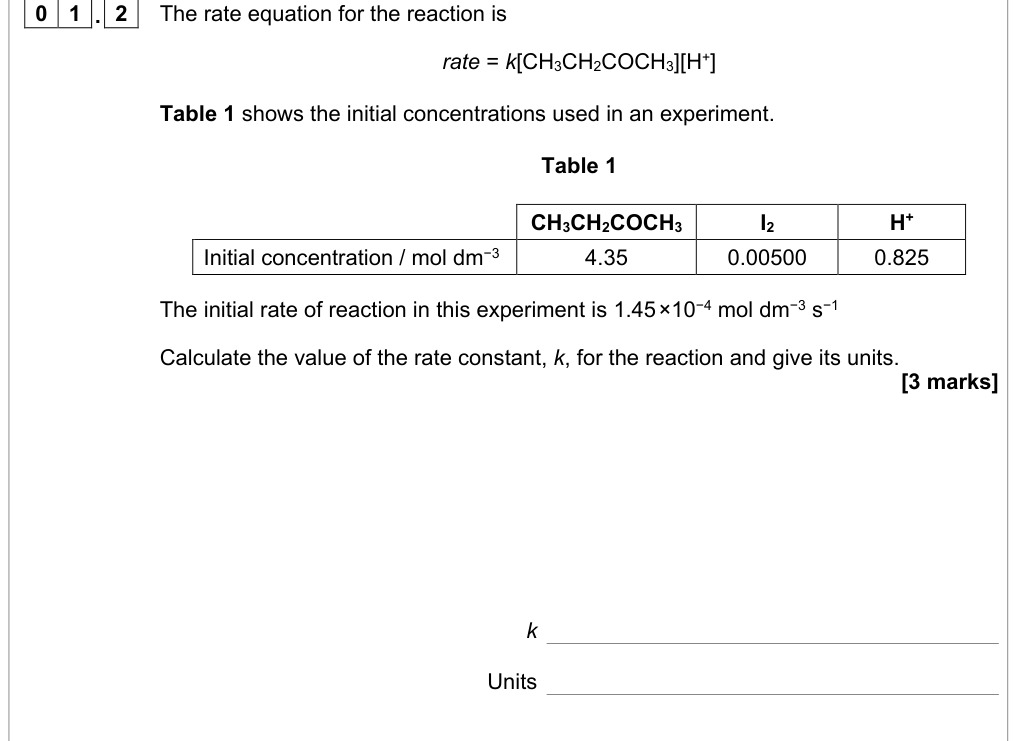 0 1 . 2 The rate equation for the reaction is
rate = k[CH₃CH₂COCH₃][H⁺]
Table 1 shows the initial concentrations used in an experiment.
Table 1
CH₃CH₂COCH₃ I₂ H⁺
Initial concentration / mol dm⁻³ 4.35 0.00500 0.825
The initial rate of reaction in this experiment is 1.45×10⁻⁴ mol dm⁻³ s⁻¹
Calculate the value of the rate constant, k, for the reaction and give its units.
[3 marks]
k
Units